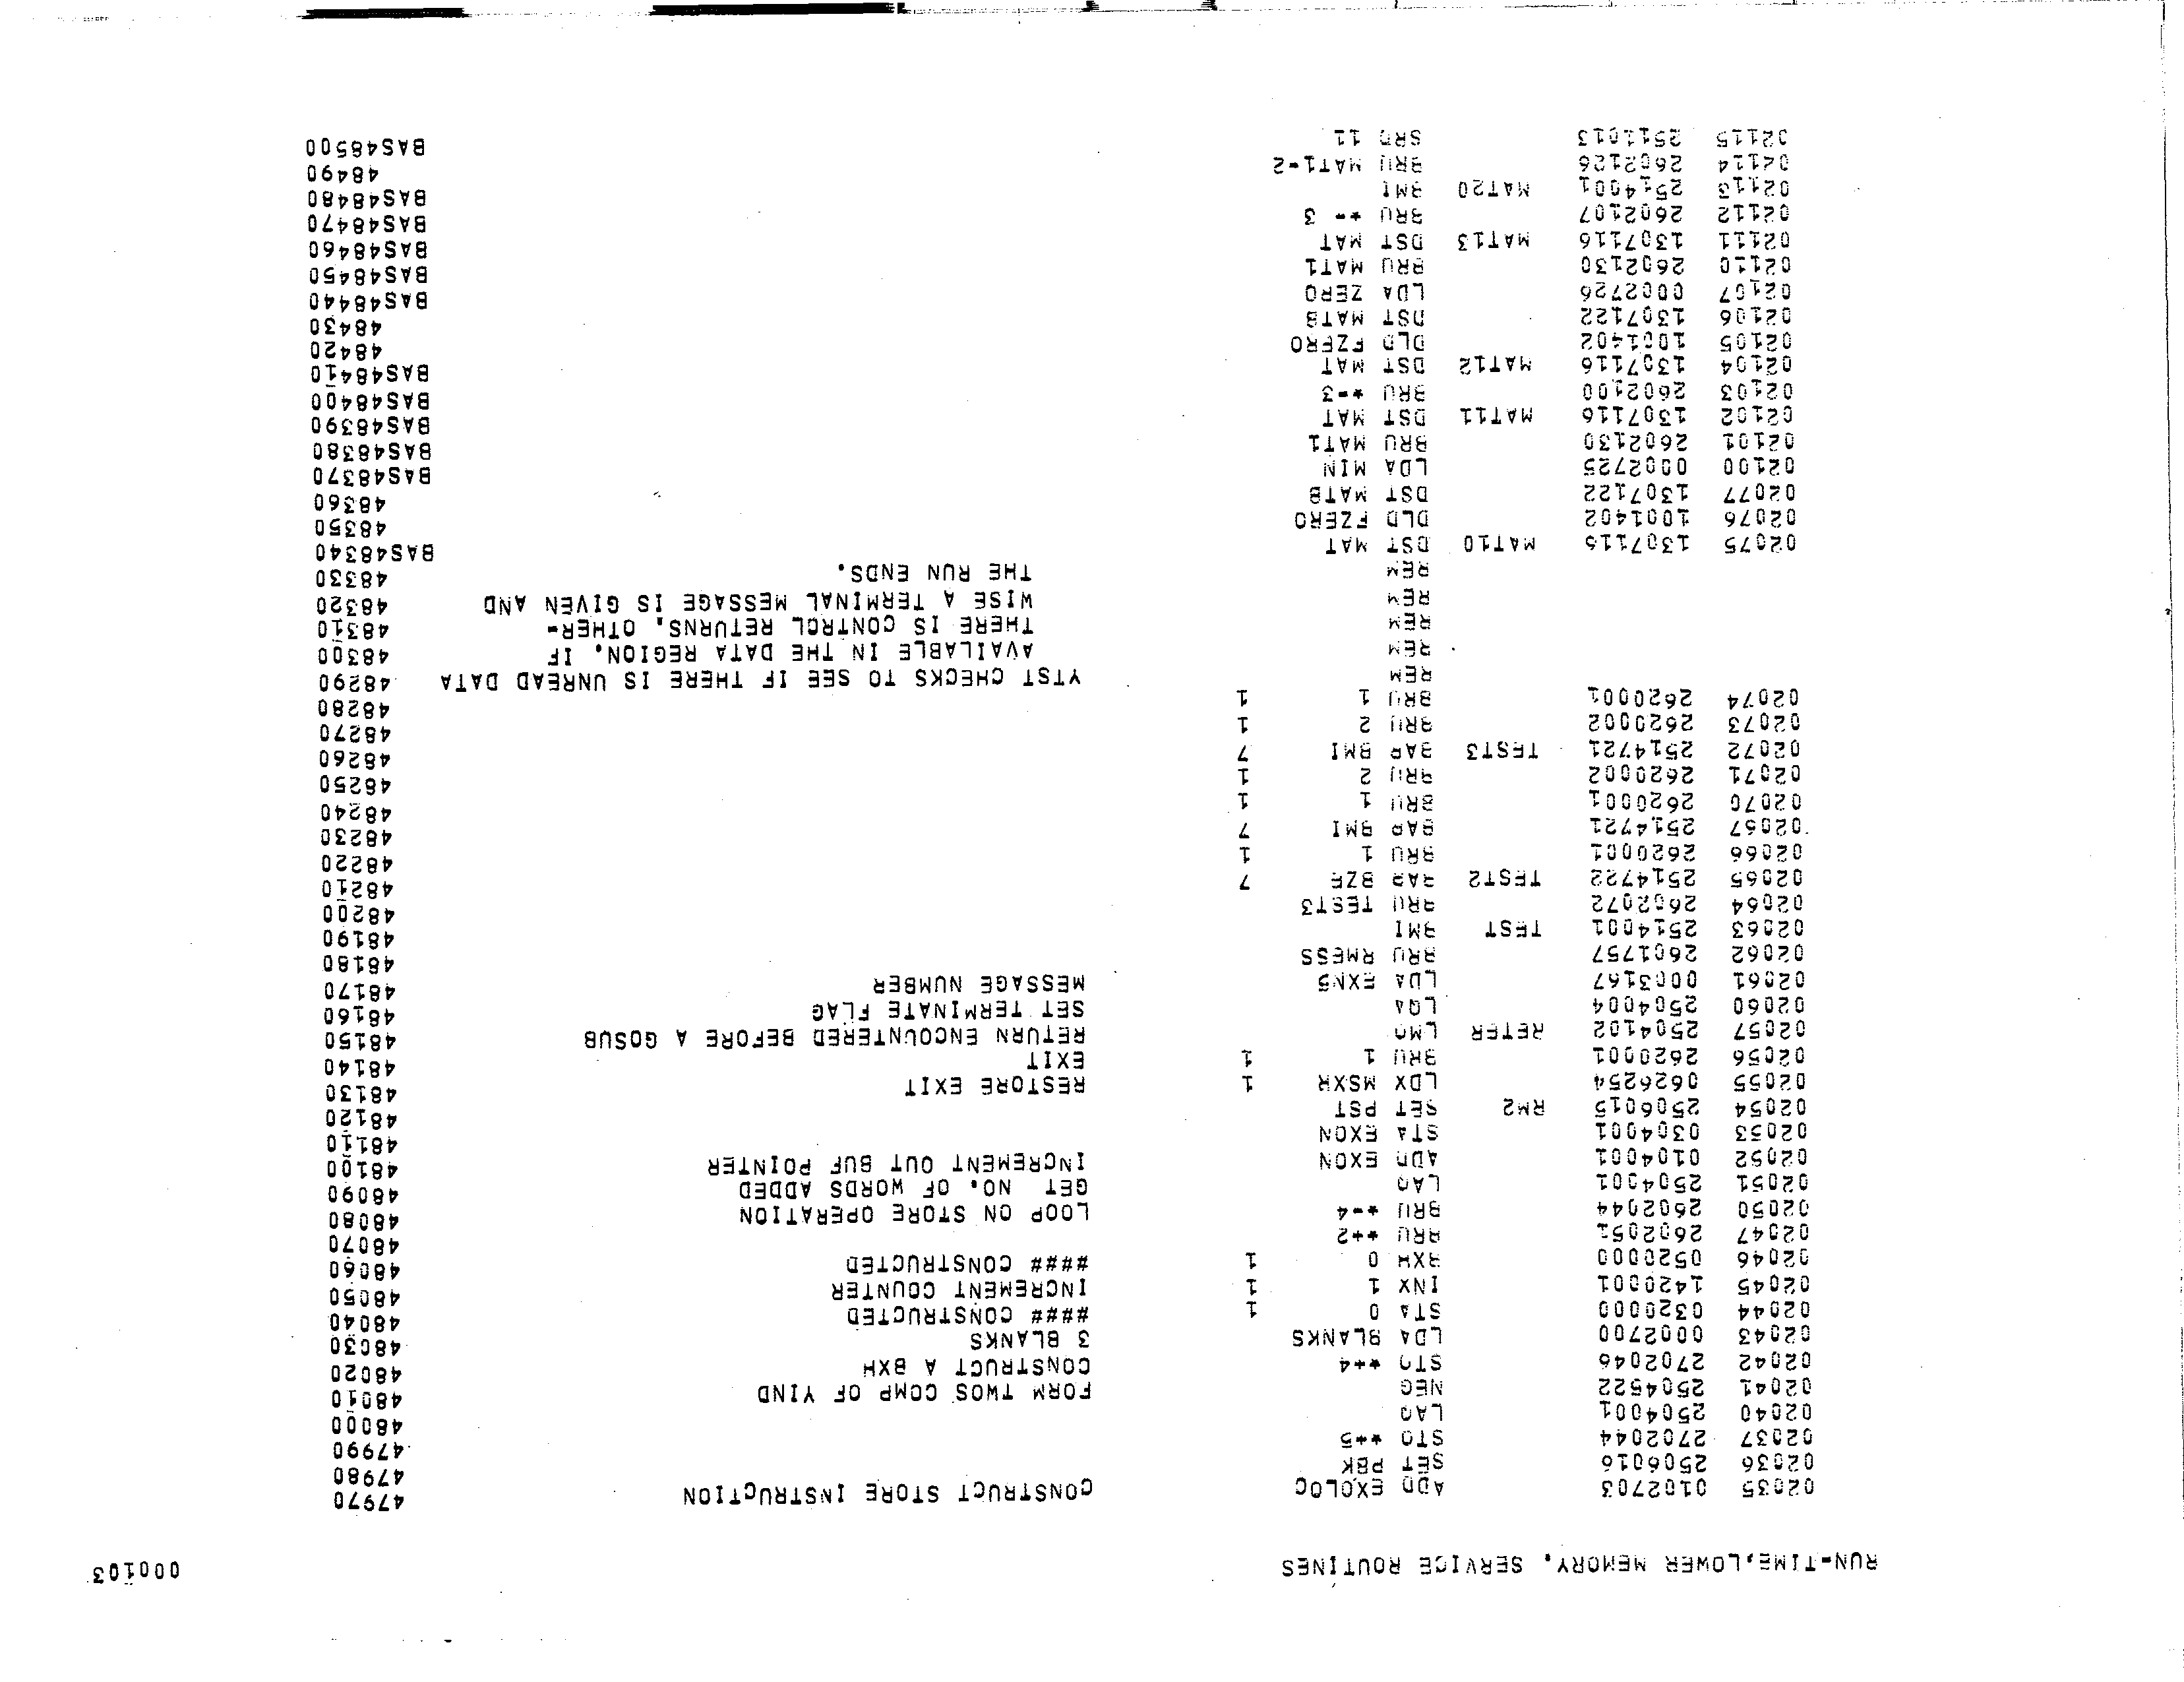 RUN-TIME,LOWER MEMORY, SERVICE ROUTINES 000103
02035 0102703 ADD EXOLOC CONSTRUCT STORE INSTRUCTION 47970
02036 2506016 SET PBK 47980
02037 2702044 STO *+5 47990
02040 2504001 LAQ 48000
02041 2504522 NEG FORM TWOS COMP OF YIND 48010
02042 2702046 STO *+4 CONSTRUCT A BXH 48020
02043 0002700 LDA BLANKS 3 BLANKS 48030
02044 0320000 STA 0 1 #### CONSTRUCTED 48040
02045 1420001 INX 1 1 INCREMENT COUNTER 48050
02046 0520000 BXH 0 1 #### CONSTRUCTED 48060
02047 2602051 BRU *+2 48070
02050 2602044 BRU *-4 LOOP ON STORE OPERATION 48080
02051 2504001 LAQ GET NO. OF WORDS ADDED 48090
02052 0104001 ADD EXON INCREMENT OUT BUF POINTER 48100
02053 0304001 STA EXON 48110
02054 2506015 RM2 SET PST 48120
02055 0626254 LDX MSXR 1 RESTORE EXIT 48130
02056 2620001 BRU 1 1 EXIT 48140
02057 2504102 RETER LMO RETURN ENCOUNTERED BEFORE A GOSUB 48150
02060 2504004 LQA SET TERMINATE FLAG 48160
02061 0003167 LDA EXN5 MESSAGE NUMBER 48170
02062 2601757 BRU RMESS 48180
02063 2514001 TEST BMI 48190
02064 2602072 BRU TEST3 48200
02065 2514722 TEST2 BAR BZE 7 48210
02066 2620001 BRU 1 1 48220
02067 2514721 BAR BMI 7 48230
02070 2620001 BRU 1 1 48240
02071 2620002 BRU 2 1 48250
02072 2514721 TEST3 BAR BMI 7 48260
02073 2620002 BRU 2 1 48270
02074 2620001 BRU 1 1 48280
REM YTST CHECKS TO SEE IF THERE IS UNREAD DATA 48290
REM AVAILABLE IN THE DATA REGION. IF 48300
REM THERE IS CONTROL RETURNS, OTHER- 48310
REM WISE A TERMINAL MESSAGE IS GIVEN AND 48320
REM THE RUN ENDS. 48330
02075 1307116 MAT10 DST MAT BAS48340
02076 1001402 DLD FZERO 48350
02077 1307122 DST MATB 48360
02100 0002725 LDA MIN BAS48370
02101 2602130 BRU MAT1 BAS48380
02102 1307116 MAT11 DST MAT BAS48390
02103 2602100 BRU *-3 BAS48400
02104 1307116 MAT12 DST MAT BAS48410
02105 1001402 DLD FZERO 48420
02106 1307122 DST MATB 48430
02107 0002726 LDA ZERO BAS48440
02110 2602130 BRU MAT1 BAS48450
02111 1307116 MAT13 DST MAT BAS48460
02112 2602107 BRU *- 3 BAS48470
02113 2514001 MAT20 BMI BAS48480
02114 2602126 BRU MAT1-2 48490
02115 2511013 SRD 11 BAS48500